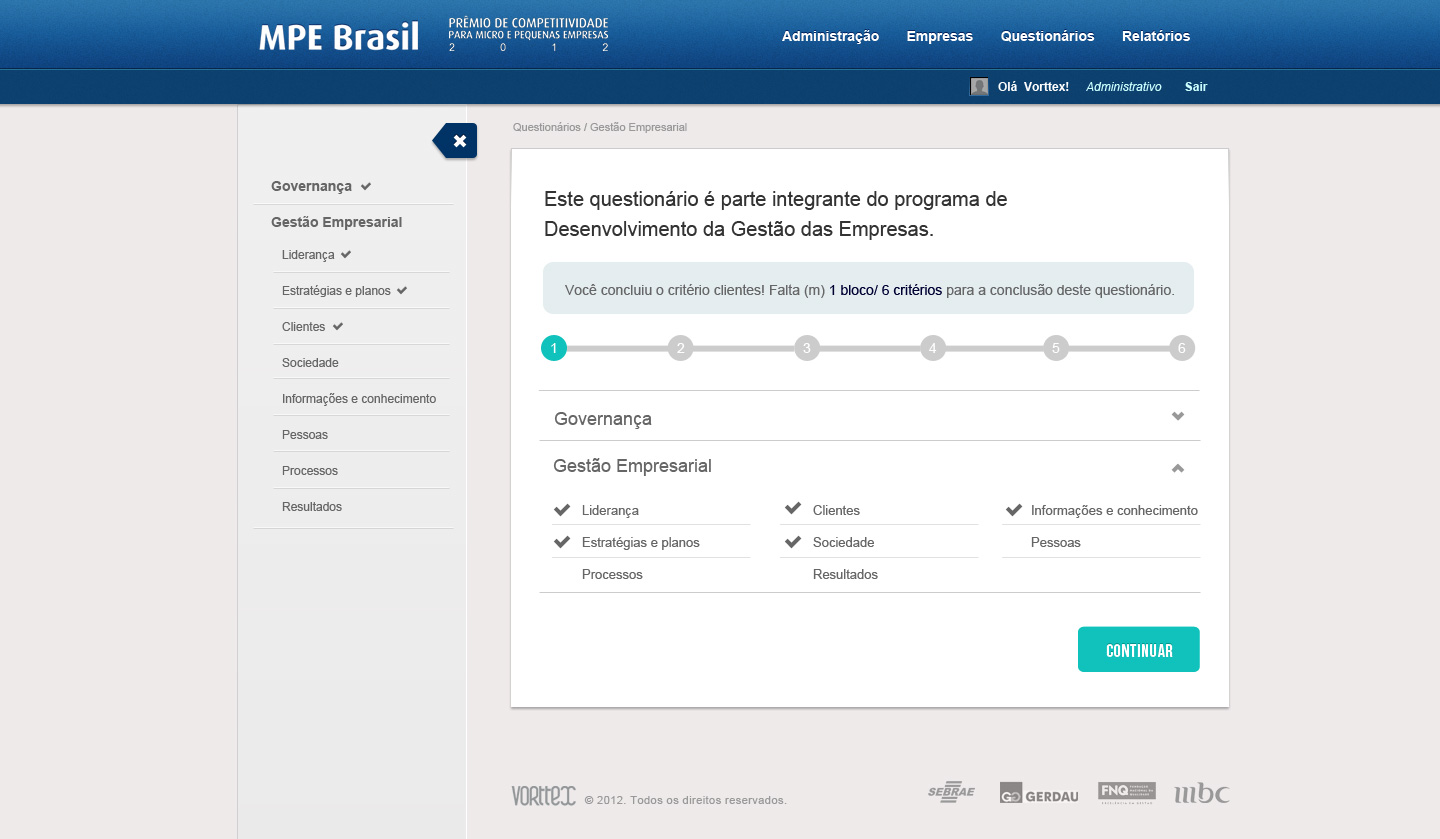 MPE Brasil
PRÊMIO DE COMPETITIVIDADE
PARA MICRO E PEQUENAS EMPRESAS
2 0 1 2
Administração Empresas Questionários Relatórios
Olá Vorttex! Administrativo Sair
Governança
Gestão Empresarial
Liderança
Estratégias e planos
Clientes
Sociedade
Informações e conhecimento
Pessoas
Processos
Resultados
Questionários / Gestão Empresarial
Este questionário é parte integrante do programa de
Desenvolvimento da Gestão das Empresas.
Você concluiu o critério clientes! Falta (m) 1 bloco/ 6 critérios para a conclusão deste questionário.
1 2 3 4 5 6
Governança
Gestão Empresarial
Liderança Clientes Informações e conhecimento
Estratégias e planos Sociedade Pessoas
Processos Resultados
CONTINUAR
VORTTEX © 2012. Todos os direitos reservados.
SEBRAE GG GERDAU FNQ mbc